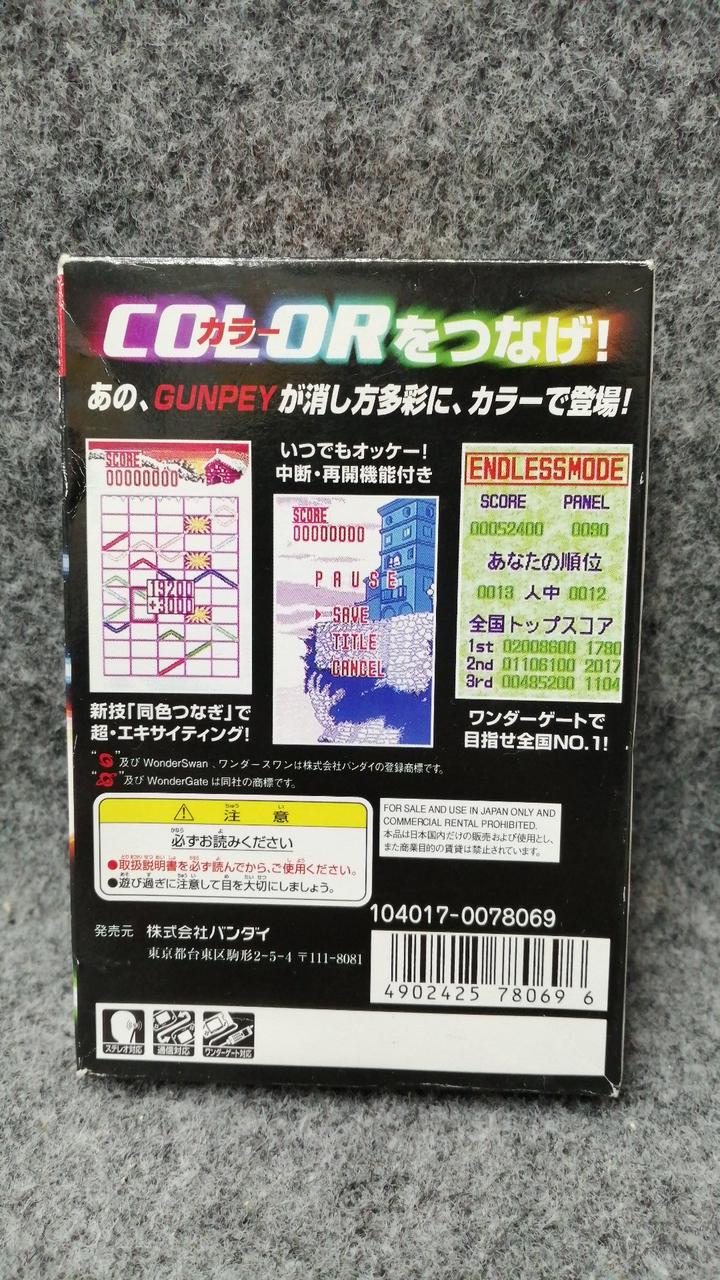 COLORをつなげ!
カラー
あの、GUNPEYが消し方多彩に、カラーで登場!
SCORE
00000000
19200
+3000
新技「同色つなぎ」で
超・エキサイティング!
いつでもオッケー!
中断・再開機能付き
SCORE
00000000
PAUSE
SAVE
TITLE
CANCEL
ENDLESSMODE
SCORE PANEL
00052400 0090
あなたの順位
0013 人中 0012
全国トップスコア
1st 02008600 1780
2nd 01106100 2017
3rd 00485200 1104
ワンダーゲートで
目指せ全国NO.1!
“ ”及び WonderSwan 、ワンダースワンは株式会社バンダイの登録商標です。
“ ”及び WonderGate は同社の商標です。
注意
ちゅう い
必ずお読みください
かなら よ
●取扱説明書を必ず読んでから、ご使用ください。
●遊び過ぎに注意して目を大切にしましょう。
FOR SALE AND USE IN JAPAN ONLY AND
COMMERCIAL RENTAL PROHIBITED.
本品は日本国内だけの販売および使用とし、
また商業目的の賃貸は禁止されています。
104017-0078069
発売元 株式会社バンダイ
東京都台東区駒形2-5-4 〒111-8081
4902425 78069 6
ステレオ対応
通信対応
ワンダーゲート対応